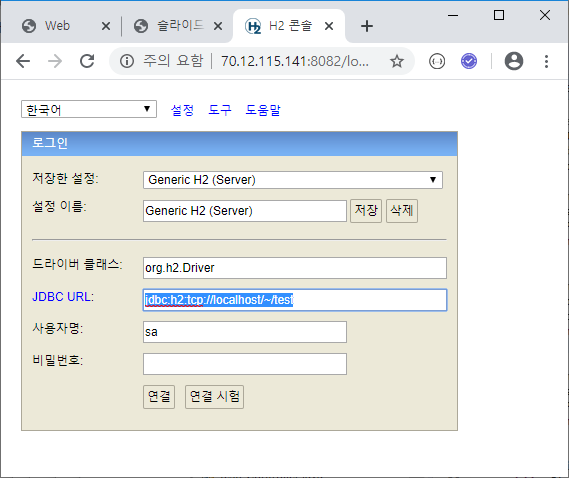 Web
슬라이드
H2 콘솔
주의 요함 | 70.12.115.141:8082/lo...
한국어 설정 도구 도움말
로그인
저장한 설정: Generic H2 (Server)
설정 이름: Generic H2 (Server) 저장 삭제
드라이버 클래스: org.h2.Driver
JDBC URL: jdbc:h2:tcp://localhost/~/test
사용자명: sa
비밀번호:
연결 연결 시험